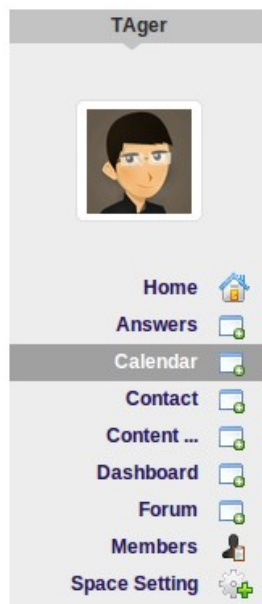 TAger
Home
Answers
Calendar
Contact
Content ...
Dashboard
Forum
Members
Space Setting